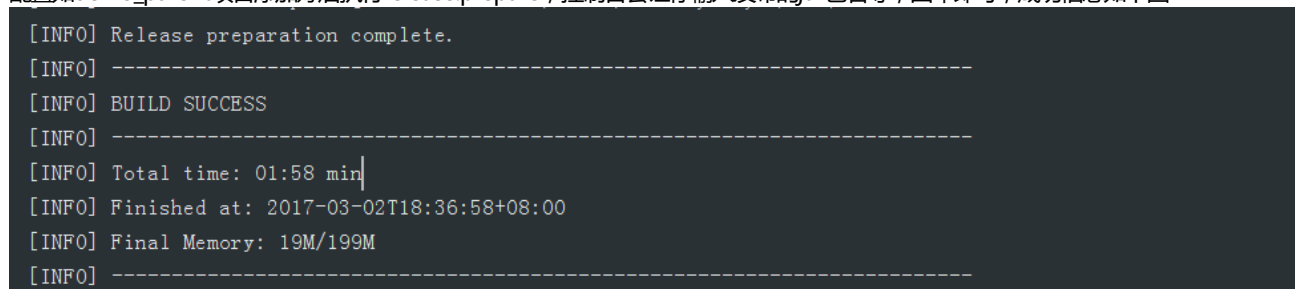 [INFO] Release preparation complete.
[INFO] ------------------------------------------------------------------------
[INFO] BUILD SUCCESS
[INFO] ------------------------------------------------------------------------
[INFO] Total time: 01:58 min
[INFO] Finished at: 2017-03-02T18:36:58+08:00
[INFO] Final Memory: 19M/199M
[INFO] ------------------------------------------------------------------------